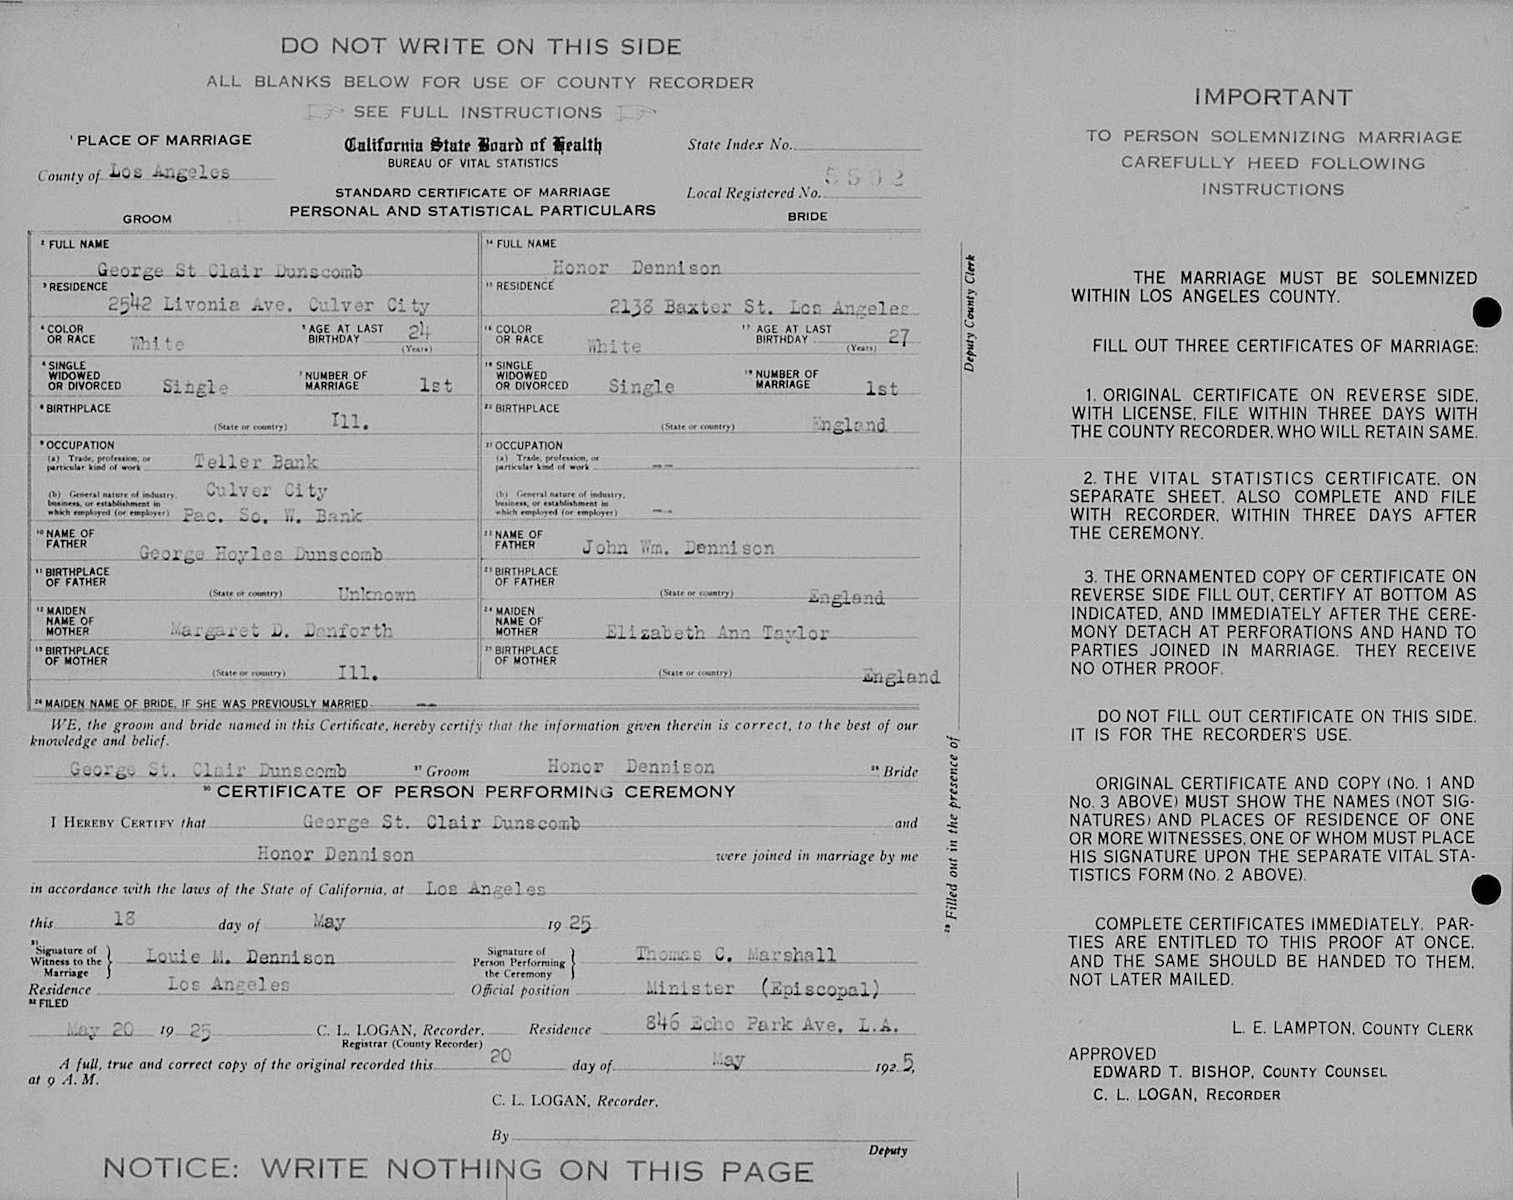 DO NOT WRITE ON THIS SIDE
ALL BLANKS BELOW FOR USE OF COUNTY RECORDER
SEE FULL INSTRUCTIONS
1 PLACE OF MARRIAGE
County of Los Angeles
California State Board of Health
BUREAU OF VITAL STATISTICS
STANDARD CERTIFICATE OF MARRIAGE
PERSONAL AND STATISTICAL PARTICULARS
State Index No.
Local Registered No. 5502
GROOM
BRIDE
2 FULL NAME
George St Clair Dunscomb
3 RESIDENCE
2542 Livonia Ave. Culver City
4 COLOR OR RACE White
5 AGE AT LAST BIRTHDAY 24 (Years)
6 SINGLE WIDOWED OR DIVORCED Single
7 NUMBER OF MARRIAGE 1st
8 BIRTHPLACE (State or country) Ill.
9 OCCUPATION
(a) Trade, profession, or particular kind of work Teller Bank
(b) General nature of industry, business, or establishment in which employed (or employer) Culver City
Pac. So. W. Bank
10 NAME OF FATHER George Hoyles Dunscomb
11 BIRTHPLACE OF FATHER (State or country) Unknown
12 MAIDEN NAME OF MOTHER Margaret D. Danforth
13 BIRTHPLACE OF MOTHER (State or country) Ill.
14 FULL NAME
Honor Dennison
15 RESIDENCE
2138 Baxter St. Los Angeles
16 COLOR OR RACE White
17 AGE AT LAST BIRTHDAY 27 (Years)
18 SINGLE WIDOWED OR DIVORCED Single
19 NUMBER OF MARRIAGE 1st
20 BIRTHPLACE (State or country) England
21 OCCUPATION
(a) Trade, profession, or particular kind of work --
(b) General nature of industry, business, or establishment in which employed (or employer) --
22 NAME OF FATHER John Wm. Dennison
23 BIRTHPLACE OF FATHER (State or country) England
24 MAIDEN NAME OF MOTHER Elizabeth Ann Taylor
25 BIRTHPLACE OF MOTHER (State or country) England
26 MAIDEN NAME OF BRIDE, IF SHE WAS PREVIOUSLY MARRIED --
WE, the groom and bride named in this Certificate, hereby certify that the information given therein is correct, to the best of our
knowledge and belief.
George St. Clair Dunscomb 27 Groom Honor Dennison 28 Bride
30 CERTIFICATE OF PERSON PERFORMING CEREMONY
I HEREBY CERTIFY that George St. Clair Dunscomb and
Honor Dennison were joined in marriage by me
in accordance with the laws of the State of California, at Los Angeles
this 18 day of May 1925
31 Signature of Witness to the Marriage Louie M. Dennison
Signature of Person Performing the Ceremony Thomas C. Marshall
Residence Los Angeles
Official position Minister (Episcopal)
32 FILED
May 20 1925 C. L. LOGAN, Recorder. Residence 846 Echo Park Ave. L.A.
Registrar (County Recorder)
A full, true and correct copy of the original recorded this 20 day of May 1925,
at 9 A. M.
C. L. LOGAN, Recorder.
By
Deputy
NOTICE: WRITE NOTHING ON THIS PAGE
29 Filled out in the presence of
Deputy County Clerk
IMPORTANT
TO PERSON SOLEMNIZING MARRIAGE
CAREFULLY HEED FOLLOWING
INSTRUCTIONS
THE MARRIAGE MUST BE SOLEMNIZED
WITHIN LOS ANGELES COUNTY.
FILL OUT THREE CERTIFICATES OF MARRIAGE:
1. ORIGINAL CERTIFICATE ON REVERSE SIDE,
WITH LICENSE, FILE WITHIN THREE DAYS WITH
THE COUNTY RECORDER, WHO WILL RETAIN SAME.
2. THE VITAL STATISTICS CERTIFICATE, ON
SEPARATE SHEET, ALSO COMPLETE AND FILE
WITH RECORDER, WITHIN THREE DAYS AFTER
THE CEREMONY.
3. THE ORNAMENTED COPY OF CERTIFICATE ON
REVERSE SIDE FILL OUT, CERTIFY AT BOTTOM AS
INDICATED, AND IMMEDIATELY AFTER THE CERE-
MONY DETACH AT PERFORATIONS AND HAND TO
PARTIES JOINED IN MARRIAGE. THEY RECEIVE
NO OTHER PROOF.
DO NOT FILL OUT CERTIFICATE ON THIS SIDE.
IT IS FOR THE RECORDER'S USE.
ORIGINAL CERTIFICATE AND COPY (NO. 1 AND
NO. 3 ABOVE) MUST SHOW THE NAMES (NOT SIG-
NATURES) AND PLACES OF RESIDENCE OF ONE
OR MORE WITNESSES, ONE OF WHOM MUST PLACE
HIS SIGNATURE UPON THE SEPARATE VITAL STA-
TISTICS FORM (NO. 2 ABOVE).
COMPLETE CERTIFICATES IMMEDIATELY. PAR-
TIES ARE ENTITLED TO THIS PROOF AT ONCE,
AND THE SAME SHOULD BE HANDED TO THEM,
NOT LATER MAILED.
L. E. LAMPTON, COUNTY CLERK
APPROVED
EDWARD T. BISHOP, COUNTY COUNSEL
C. L. LOGAN, RECORDER